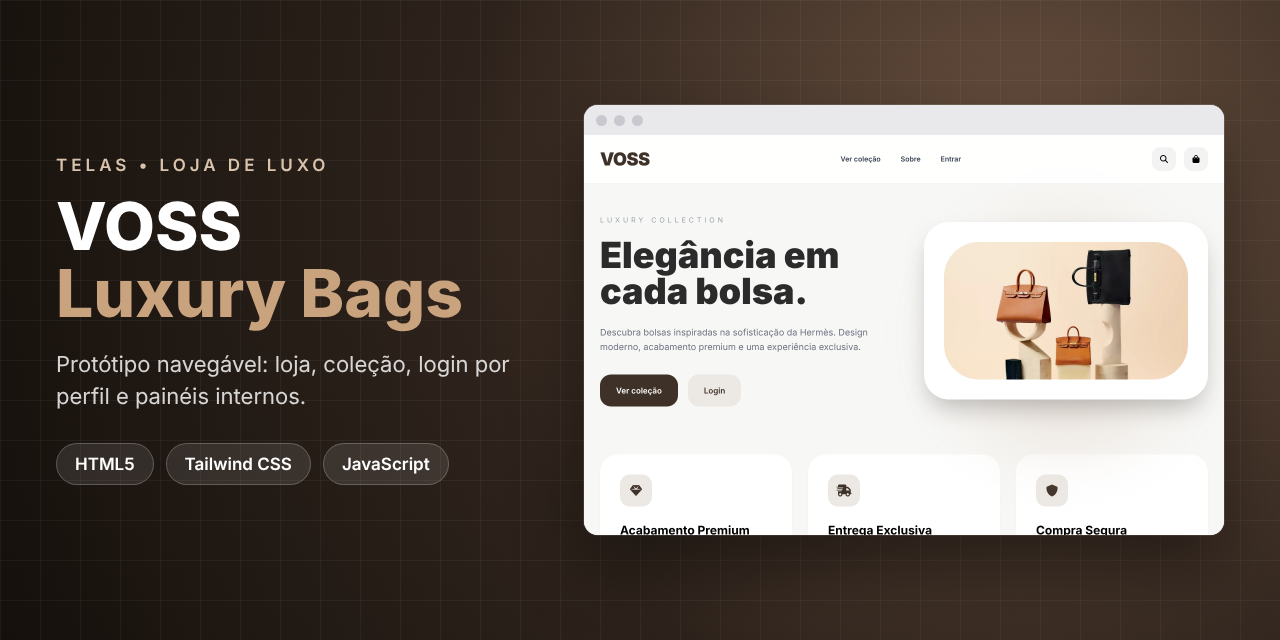 TELAS • LOJA DE LUXO
VOSS
Luxury Bags
Protótipo navegável: loja, coleção, login por
perfil e painéis internos.
HTML5
Tailwind CSS
JavaScript
VOSS
Ver coleção
Sobre
Entrar
LUXURY COLLECTION
Elegância em
cada bolsa.
Descubra bolsas inspiradas na sofisticação da Hermès. Design
moderno, acabamento premium e uma experiência exclusiva.
Ver coleção
Login
Acabamento Premium
Entrega Exclusiva
Compra Segura